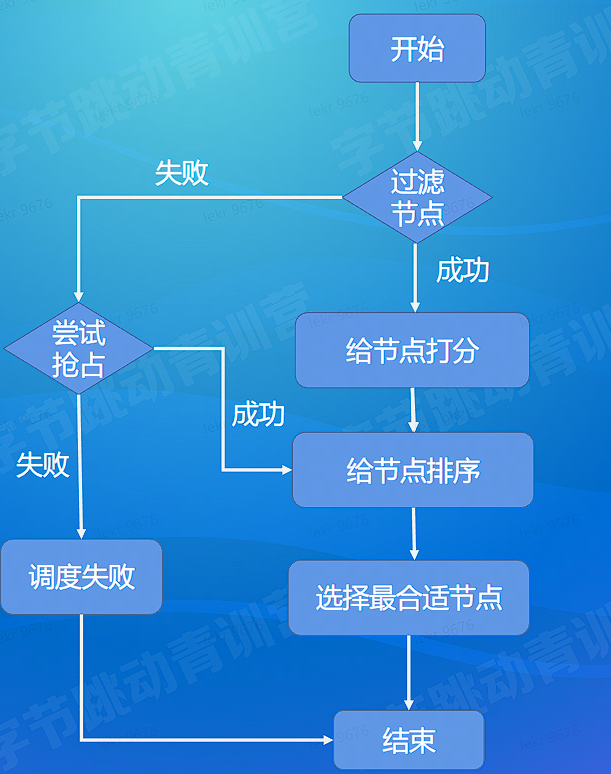 开始
过滤
节点
失败
成功
尝试
抢占
给节点打分
成功
失败
给节点排序
调度失败
选择最合适节点
结束
字节跳动青训营
lekr 9676